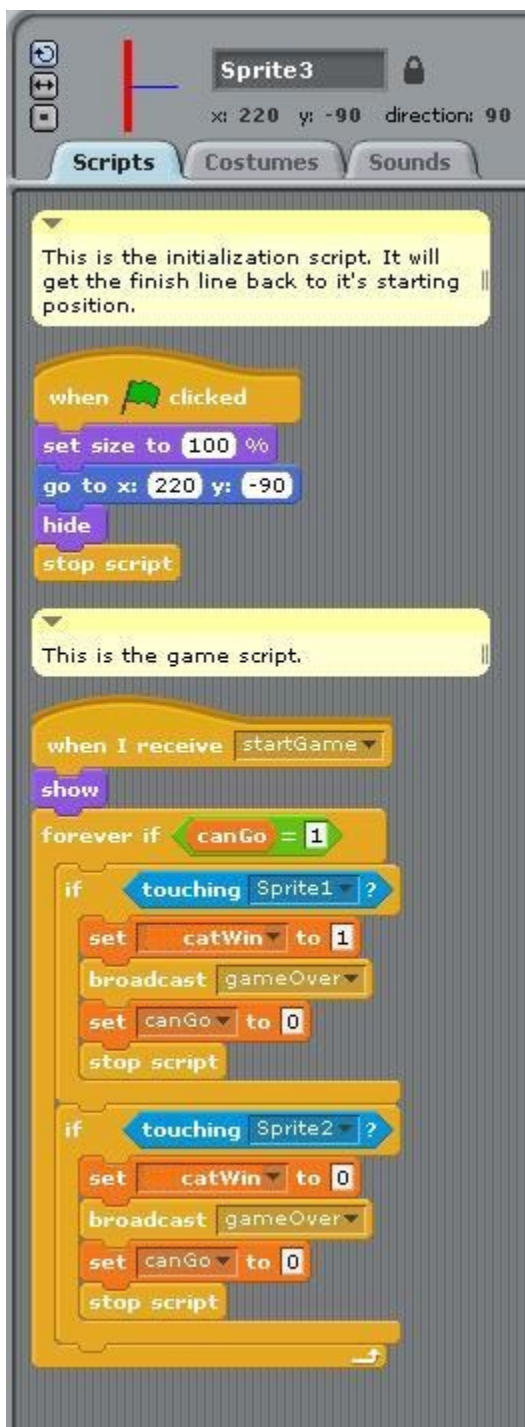 Sprite3
x: 220 y: -90 direction: 90
Scripts Costumes Sounds
This is the initialization script. It will
get the finish line back to it's starting
position.
when clicked
set size to 100 %
go to x: 220 y: -90
hide
stop script
This is the game script.
when I receive startGame
show
forever if canGo = 1
if touching Sprite1 ?
set catWin to 1
broadcast gameOver
set canGo to 0
stop script
if touching Sprite2 ?
set catWin to 0
broadcast gameOver
set canGo to 0
stop script